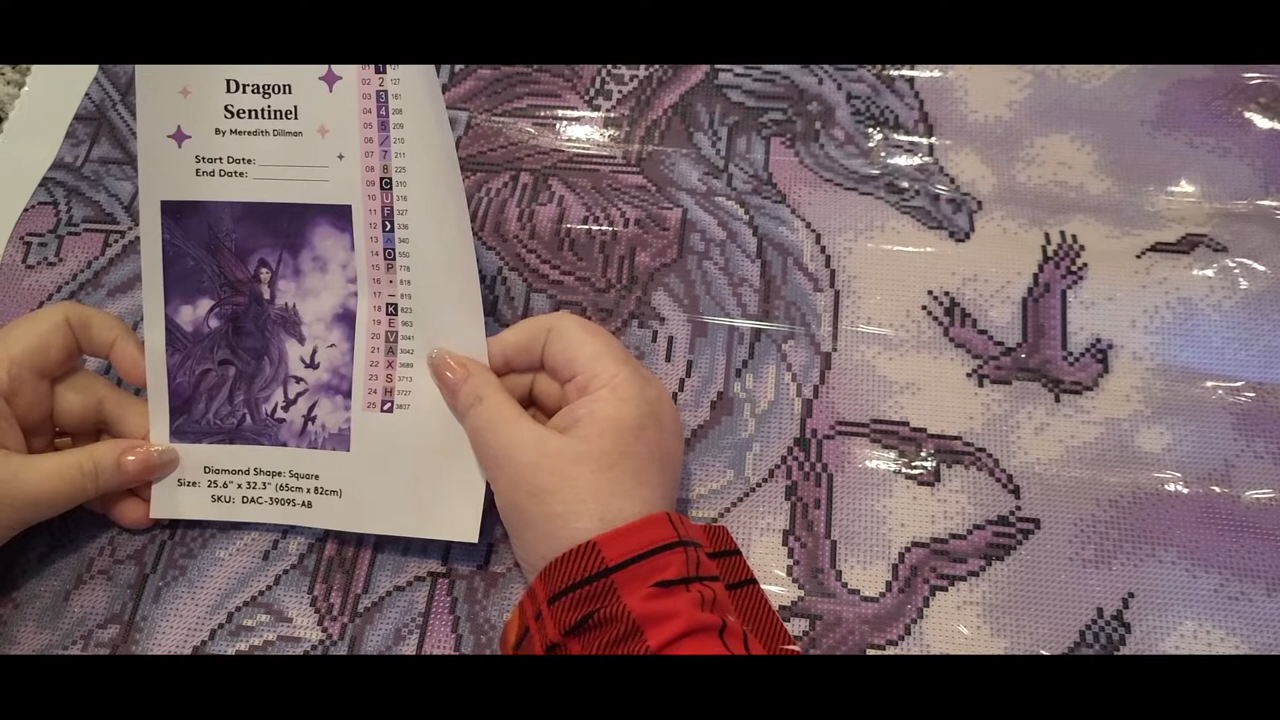 Dragon
Sentinel
By Meredith Dillman
Start Date:
End Date:
01 1 121
02 2 127
03 3 161
04 4 208
05 5 209
06 / 210
07 7 211
08 8 225
09 C 310
10 U 316
11 F 327
12 ❯ 336
13 ^ 340
14 O 550
15 P 778
16 • 818
17 – 819
18 K 823
19 E 963
20 V 3041
21 A 3042
22 X 3689
23 S 3713
24 H 3727
25 3837
Diamond Shape: Square
Size: 25.6" x 32.3" (65cm x 82cm)
SKU: DAC-3909S-AB